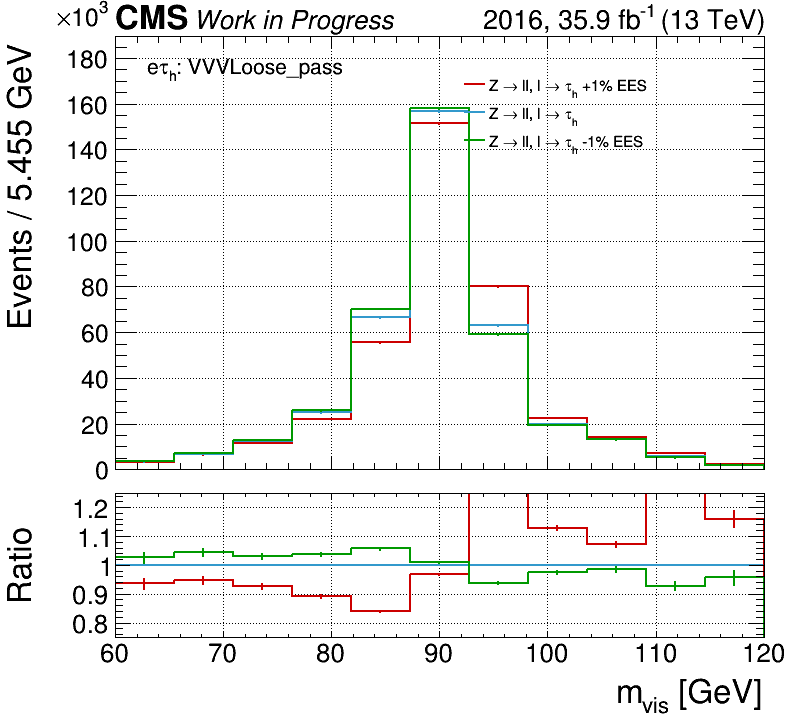 ×10³ CMS Work in Progress 2016, 35.9 fb⁻¹ (13 TeV)
eτh: VVVLoose_pass
Z → ll, l → τh +1% EES
Z → ll, l → τh
Z → ll, l → τh -1% EES
Events / 5.455 GeV
180
160
140
120
100
80
60
40
20
0
Ratio
1.2
1.1
1
0.9
0.8
60 70 80 90 100 110 120
mvis [GeV]